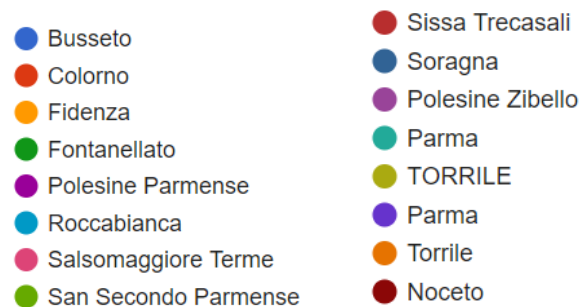 Busseto
Colorno
Fidenza
Fontanellato
Polesine Parmense
Roccabianca
Salsomaggiore Terme
San Secondo Parmense
Sissa Trecasali
Soragna
Polesine Zibello
Parma
TORRILE
Parma
Torrile
Noceto